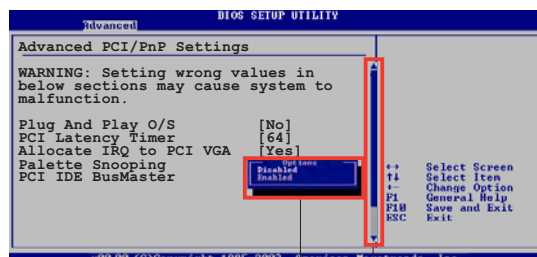 BIOS SETUP UTILITY
Advanced
Advanced PCI/PnP Settings
WARNING: Setting wrong values in
below sections may cause system to
malfunction.
Plug And Play O/S [No]
PCI Latency Timer [64]
Allocate IRQ to PCI VGA [Yes]
Palette Snooping
PCI IDE BusMaster
Options
Disabled
Enabled
↔ Select Screen
↑↓ Select Item
+- Change Option
F1 General Help
F10 Save and Exit
ESC Exit